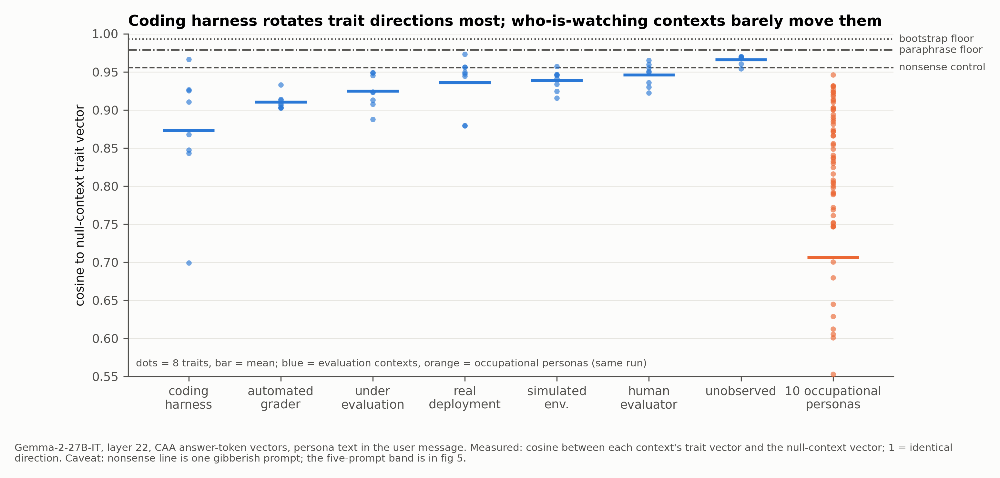 Coding harness rotates trait directions most; who-is-watching contexts barely move them
cosine to null-context trait vector
1.00
0.95
0.90
0.85
0.80
0.75
0.70
0.65
0.60
0.55
bootstrap floor
paraphrase floor
nonsense control
dots = 8 traits, bar = mean; blue = evaluation contexts, orange = occupational personas (same run)
coding
harness
automated
grader
under
evaluation
real
deployment
simulated
env.
human
evaluator
unobserved
10 occupational
personas
Gemma-2-27B-IT, layer 22, CAA answer-token vectors, persona text in the user message. Measured: cosine between each context's trait vector and the null-context vector; 1 = identical
direction. Caveat: nonsense line is one gibberish prompt; the five-prompt band is in fig 5.